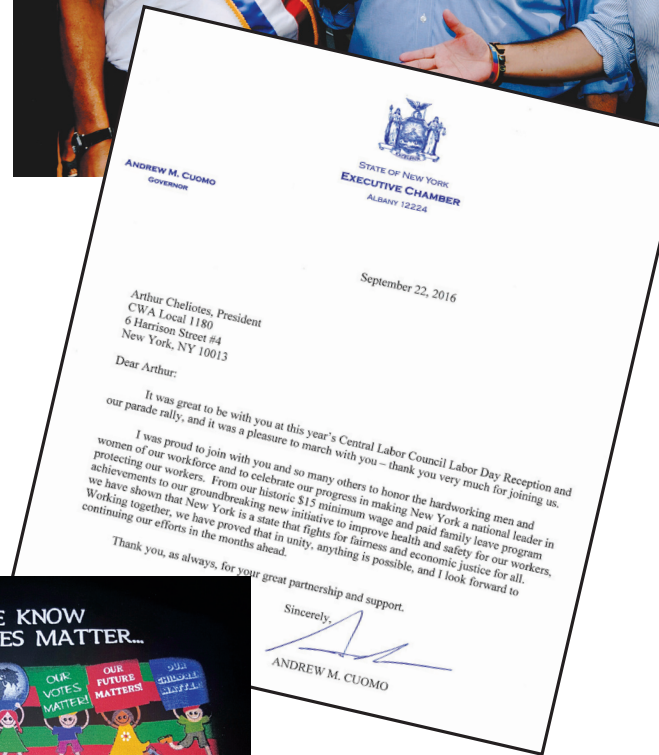 STATE OF NEW YORK
EXECUTIVE CHAMBER
ALBANY 12224
ANDREW M. CUOMO
GOVERNOR
September 22, 2016
Arthur Cheliotes, President
CWA Local 1180
6 Harrison Street #4
New York, NY 10013
Dear Arthur:
It was great to be with you at this year's Central Labor Council Labor Day Reception and
our parade rally, and it was a pleasure to march with you – thank you very much for joining us.
I was proud to join with you and so many others to honor the hardworking men and
women of our workforce and to celebrate our progress in making New York a national leader in
protecting our workers. From our historic $15 minimum wage and paid family leave program
achievements to our groundbreaking new initiative to improve health and safety for our workers,
we have shown that New York is a state that fights for fairness and economic justice for all.
Working together, we have proved that in unity, anything is possible, and I look forward to
continuing our efforts in the months ahead.
Thank you, as always, for your great partnership and support.
Sincerely,
ANDREW M. CUOMO
E KNOW
ES MATTER...
OUR
VOTES
MATTER!
OUR
FUTURE
MATTERS!
OUR
CHILDREN
MATTER!